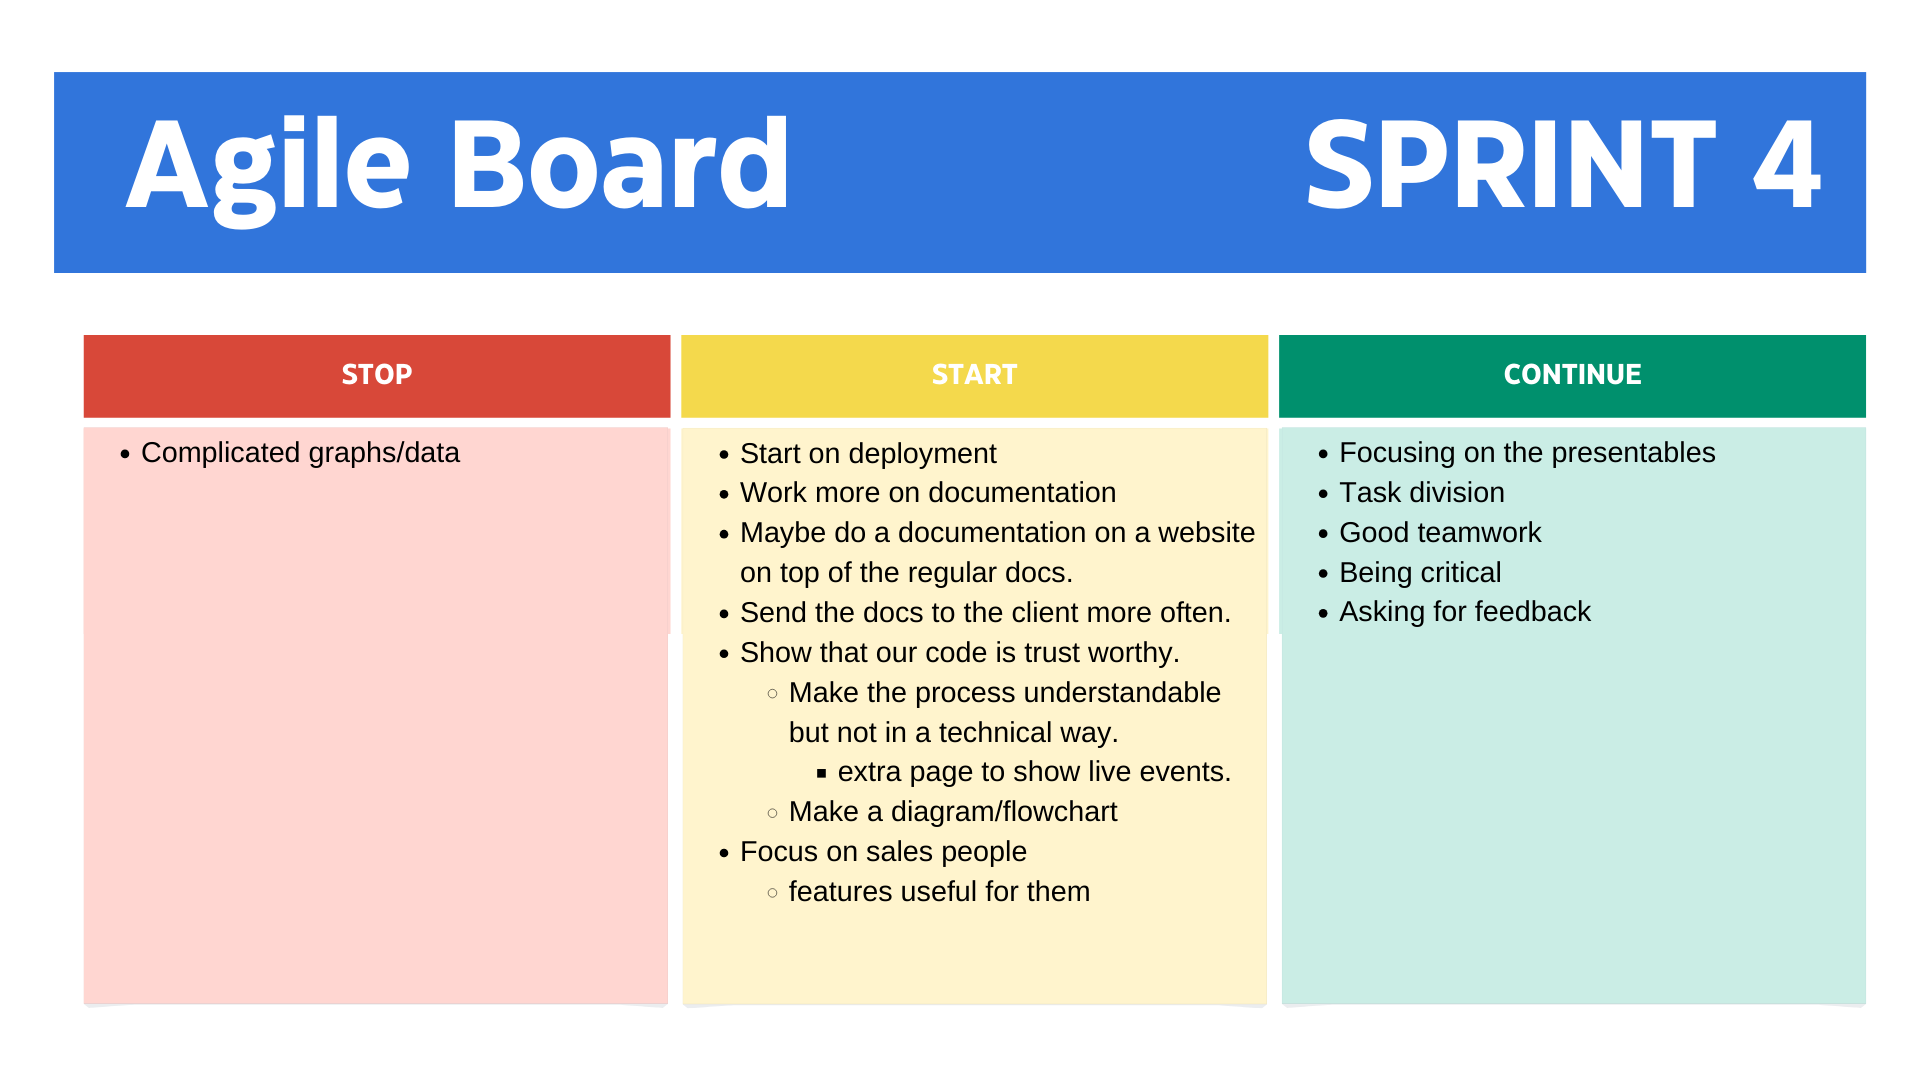 Agile Board
SPRINT 4
STOP
• Complicated graphs/data
START
• Start on deployment
• Work more on documentation
• Maybe do a documentation on a website
on top of the regular docs.
• Send the docs to the client more often.
• Show that our code is trust worthy.
○ Make the process understandable
but not in a technical way.
▪ extra page to show live events.
○ Make a diagram/flowchart
• Focus on sales people
○ features useful for them
CONTINUE
• Focusing on the presentables
• Task division
• Good teamwork
• Being critical
• Asking for feedback